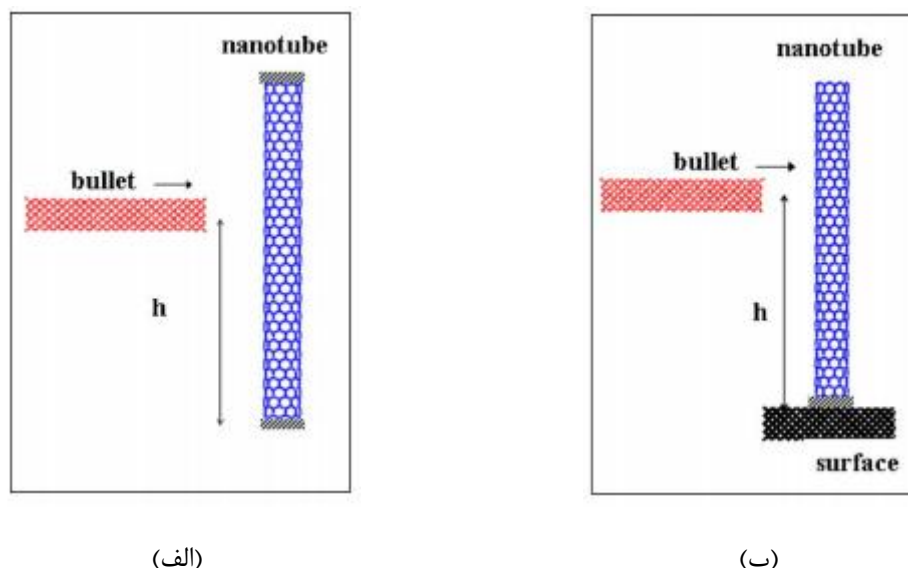 nanotube
bullet
h
(الف)
nanotube
bullet
h
surface
(ب)